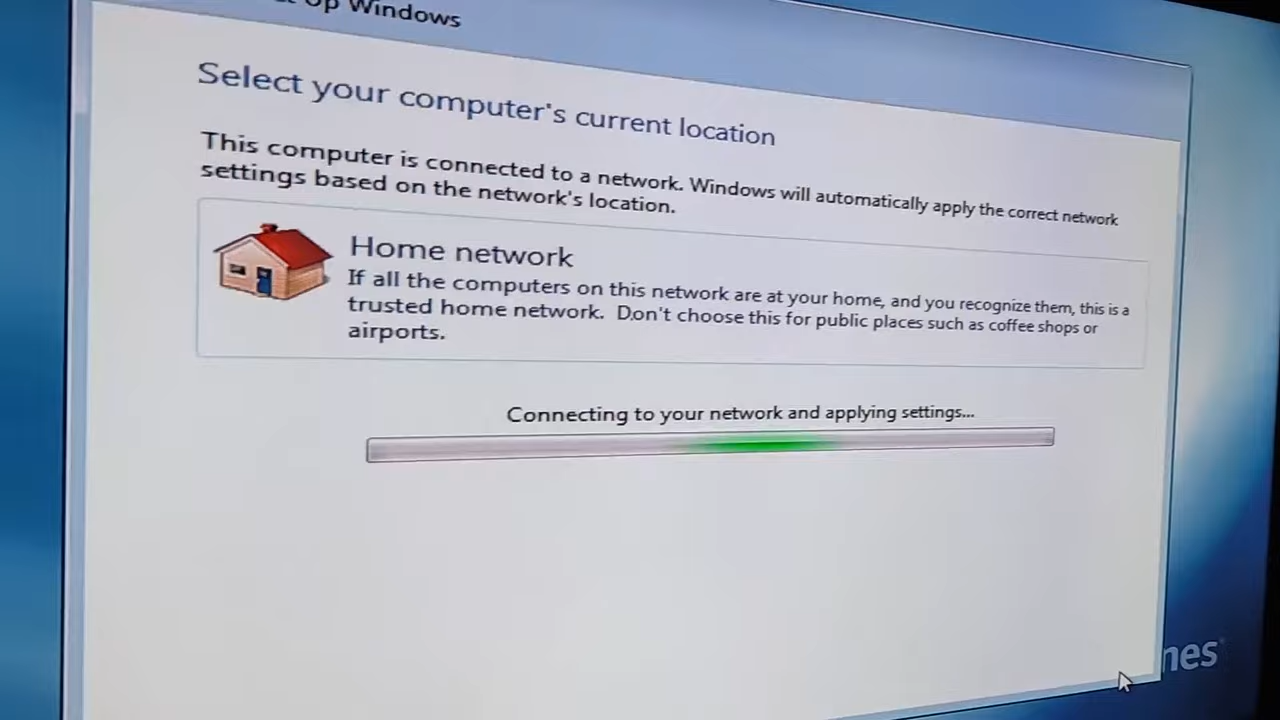 Up Windows
Select your computer's current location
This computer is connected to a network. Windows will automatically apply the correct network
settings based on the network's location.
Home network
If all the computers on this network are at your home, and you recognize them, this is a
trusted home network.  Don't choose this for public places such as coffee shops or
airports.
Connecting to your network and applying settings...